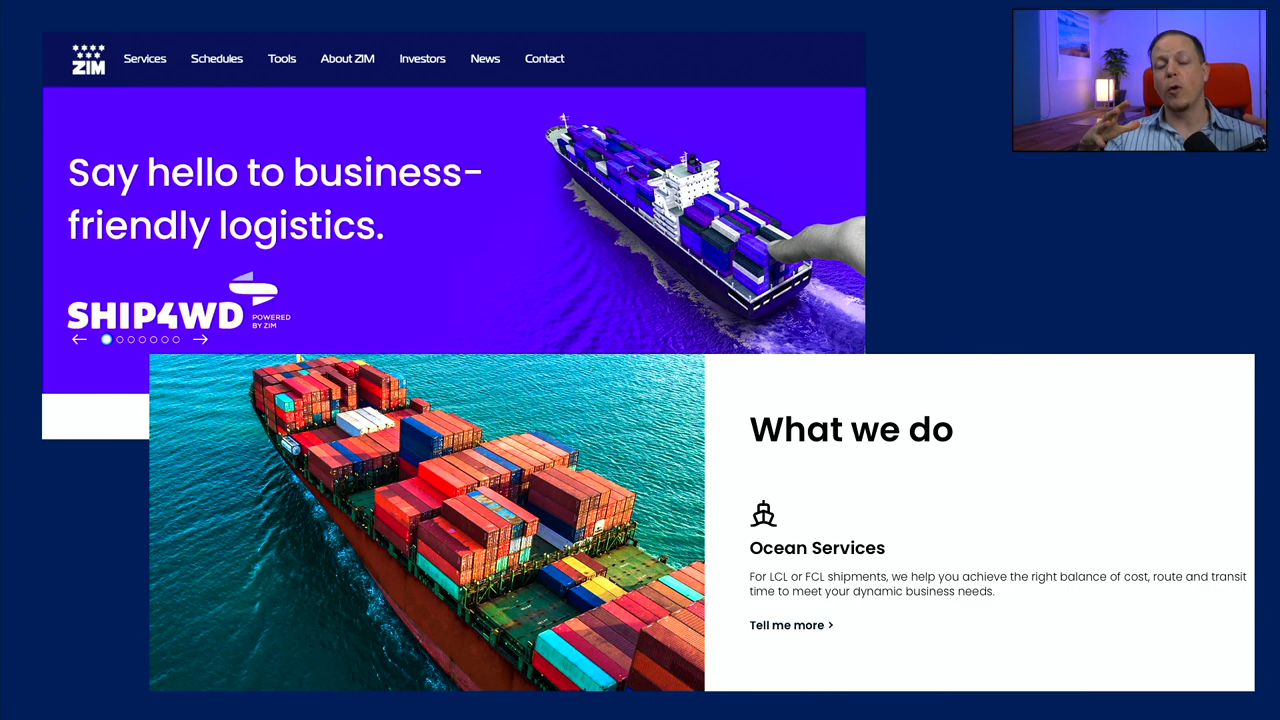 ZIM
Services Schedules Tools About ZIM Investors News Contact
Say hello to business-
friendly logistics.
SHIP4WD
POWERED
BY ZIM
What we do
Ocean Services
For LCL or FCL shipments, we help you achieve the right balance of cost, route and transit
time to meet your dynamic business needs.
Tell me more >